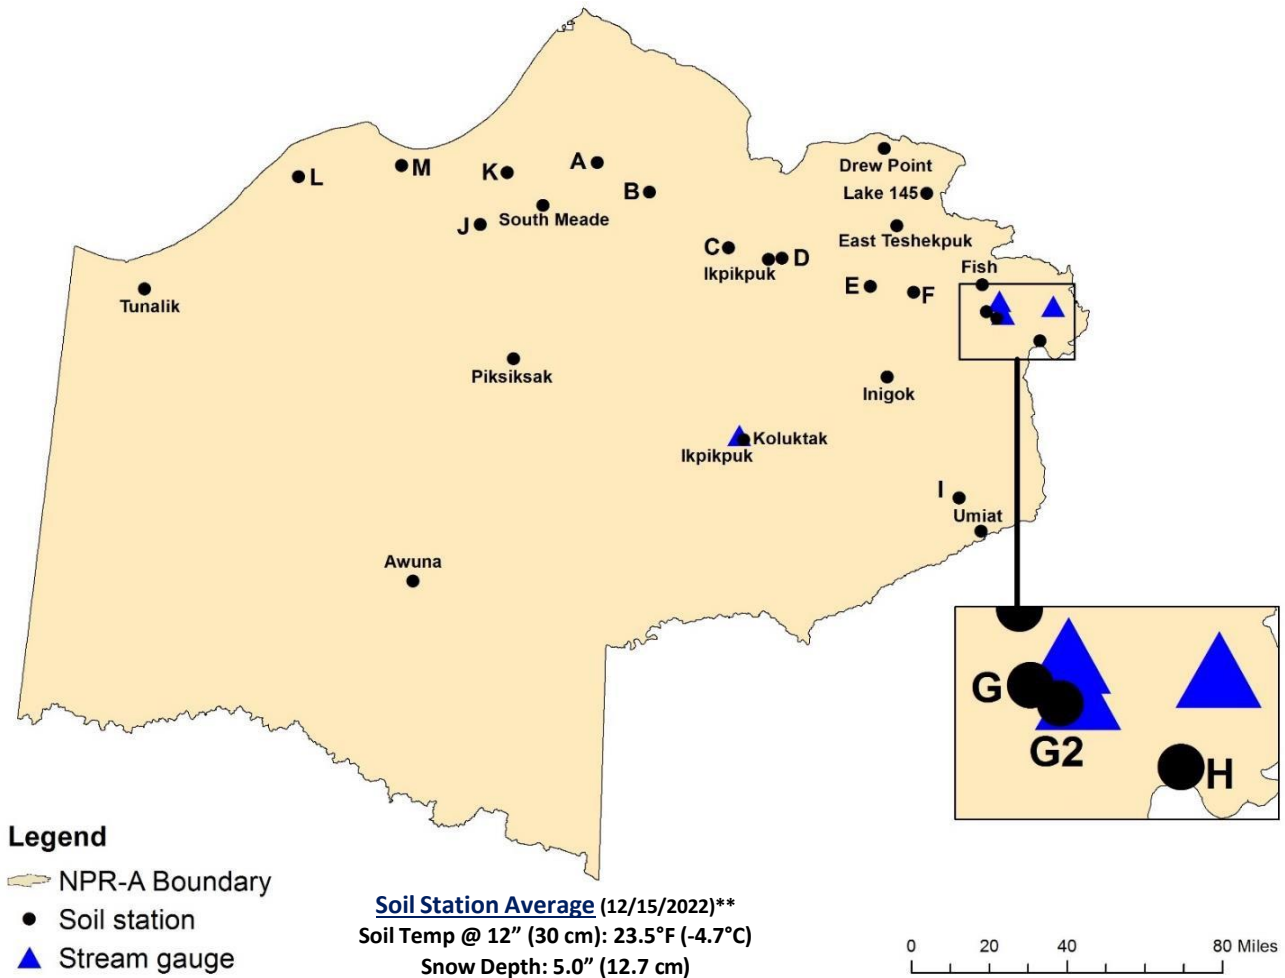 Drew Point
A
M
K
L
Lake 145
B
South Meade
J
East Teshekpuk
C
D
Ikpikpuk
Fish
E
F
Tunalik
Piksiksak
Inigok
Koluktak
Ikpikpuk
I
Umiat
Awuna
G
G2
H
Legend
NPR-A Boundary
Soil station
Stream gauge
Soil Station Average (12/15/2022)**
Soil Temp @ 12” (30 cm): 23.5°F (-4.7°C)
Snow Depth: 5.0” (12.7 cm)
0 20 40 80 Miles